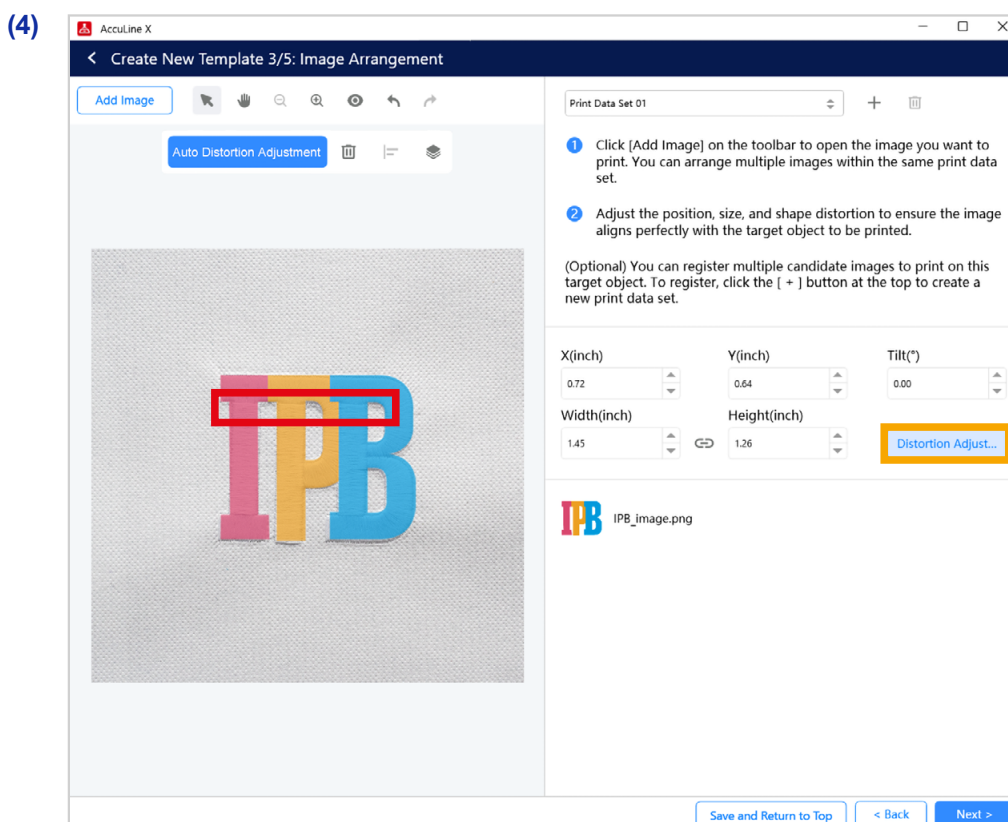 (4)
AccuLine X
Create New Template 3/5: Image Arrangement
Add Image
Auto Distortion Adjustment
IPB
Print Data Set 01
1 Click [Add Image] on the toolbar to open the image you want to
print. You can arrange multiple images within the same print data
set.
2 Adjust the position, size, and shape distortion to ensure the image
aligns perfectly with the target object to be printed.
(Optional) You can register multiple candidate images to print on this
target object. To register, click the [ + ] button at the top to create a
new print data set.
X(inch) Y(inch) Tilt(°)
0.72 0.64 0.00
Width(inch) Height(inch)
1.45 1.26 Distortion Adjust...
IPB IPB_image.png
Save and Return to Top < Back Next >